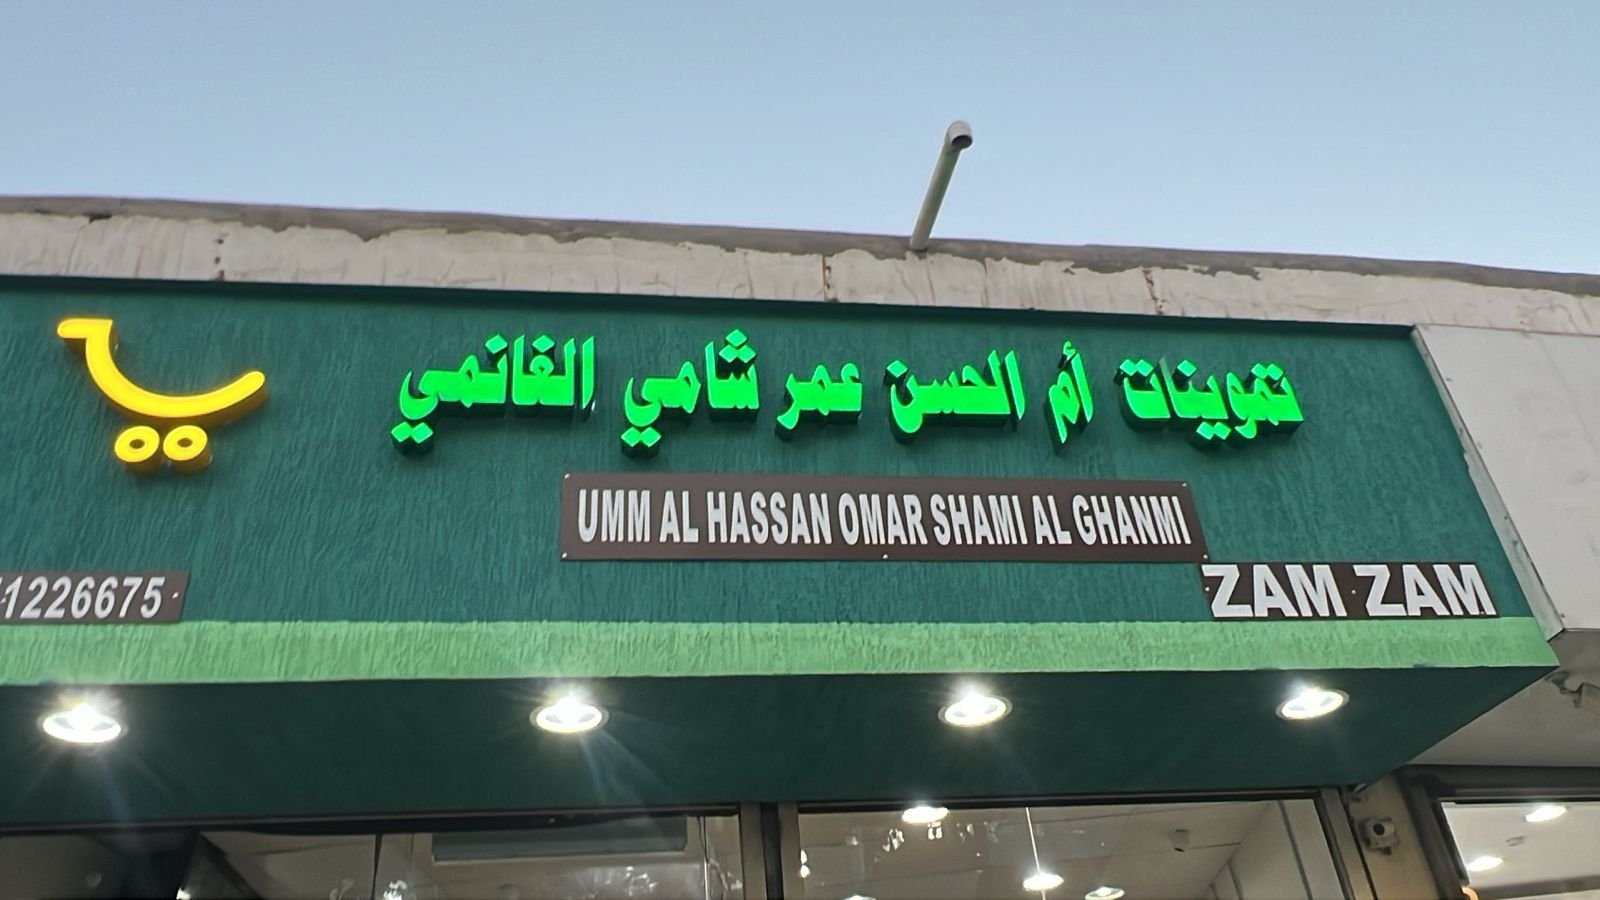 تموينات أم الحسن عمر شامي الغانمي
UMM AL HASSAN OMAR SHAMI AL GHANMI
ZAM ZAM
1226675